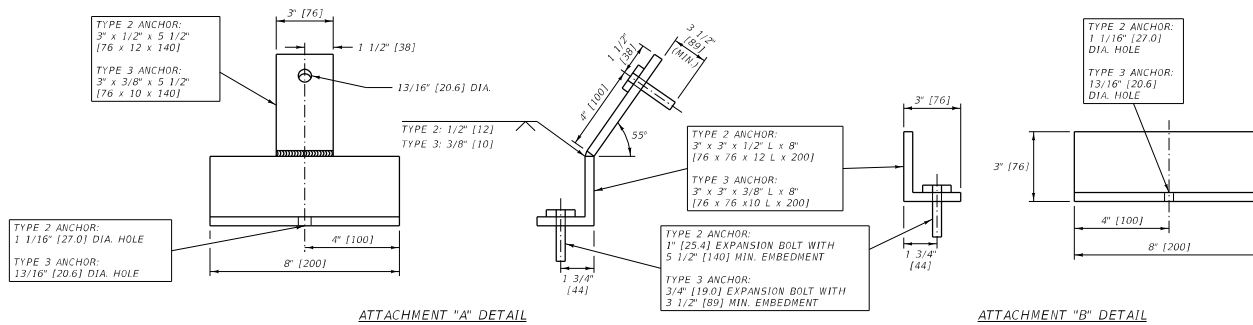 TYPE 2 ANCHOR:
3" x 1/2" x 5 1/2"
[76 x 12 x 140]
TYPE 3 ANCHOR:
3" x 3/8" x 5 1/2"
[76 x 10 x 140]
3" [76]
1 1/2" [38]
13/16" [20.6] DIA.
TYPE 2: 1/2" [12]
TYPE 3: 3/8" [10]
TYPE 2 ANCHOR:
1 1/16" [27.0] DIA. HOLE
TYPE 3 ANCHOR:
13/16" [20.6] DIA. HOLE
4" [100]
8" [200]
1 1/2"
[38]
3 1/2"
[89]
(MIN.)
4" [100]
55°
1 3/4"
[44]
TYPE 2 ANCHOR:
3" x 3" x 1/2" L x 8"
[76 x 76 x 12 L x 200]
TYPE 3 ANCHOR:
3" x 3" x 3/8" L x 8"
[76 x 76 x10 L x 200]
TYPE 2 ANCHOR:
1" [25.4] EXPANSION BOLT WITH
5 1/2" [140] MIN. EMBEDMENT
TYPE 3 ANCHOR:
3/4" [19.0] EXPANSION BOLT WITH
3 1/2" [89] MIN. EMBEDMENT
ATTACHMENT "A" DETAIL
3" [76]
1 3/4"
[44]
TYPE 2 ANCHOR:
1 1/16" [27.0]
DIA. HOLE
TYPE 3 ANCHOR:
13/16" [20.6]
DIA. HOLE
3" [76]
4" [100]
8" [200]
ATTACHMENT "B" DETAIL